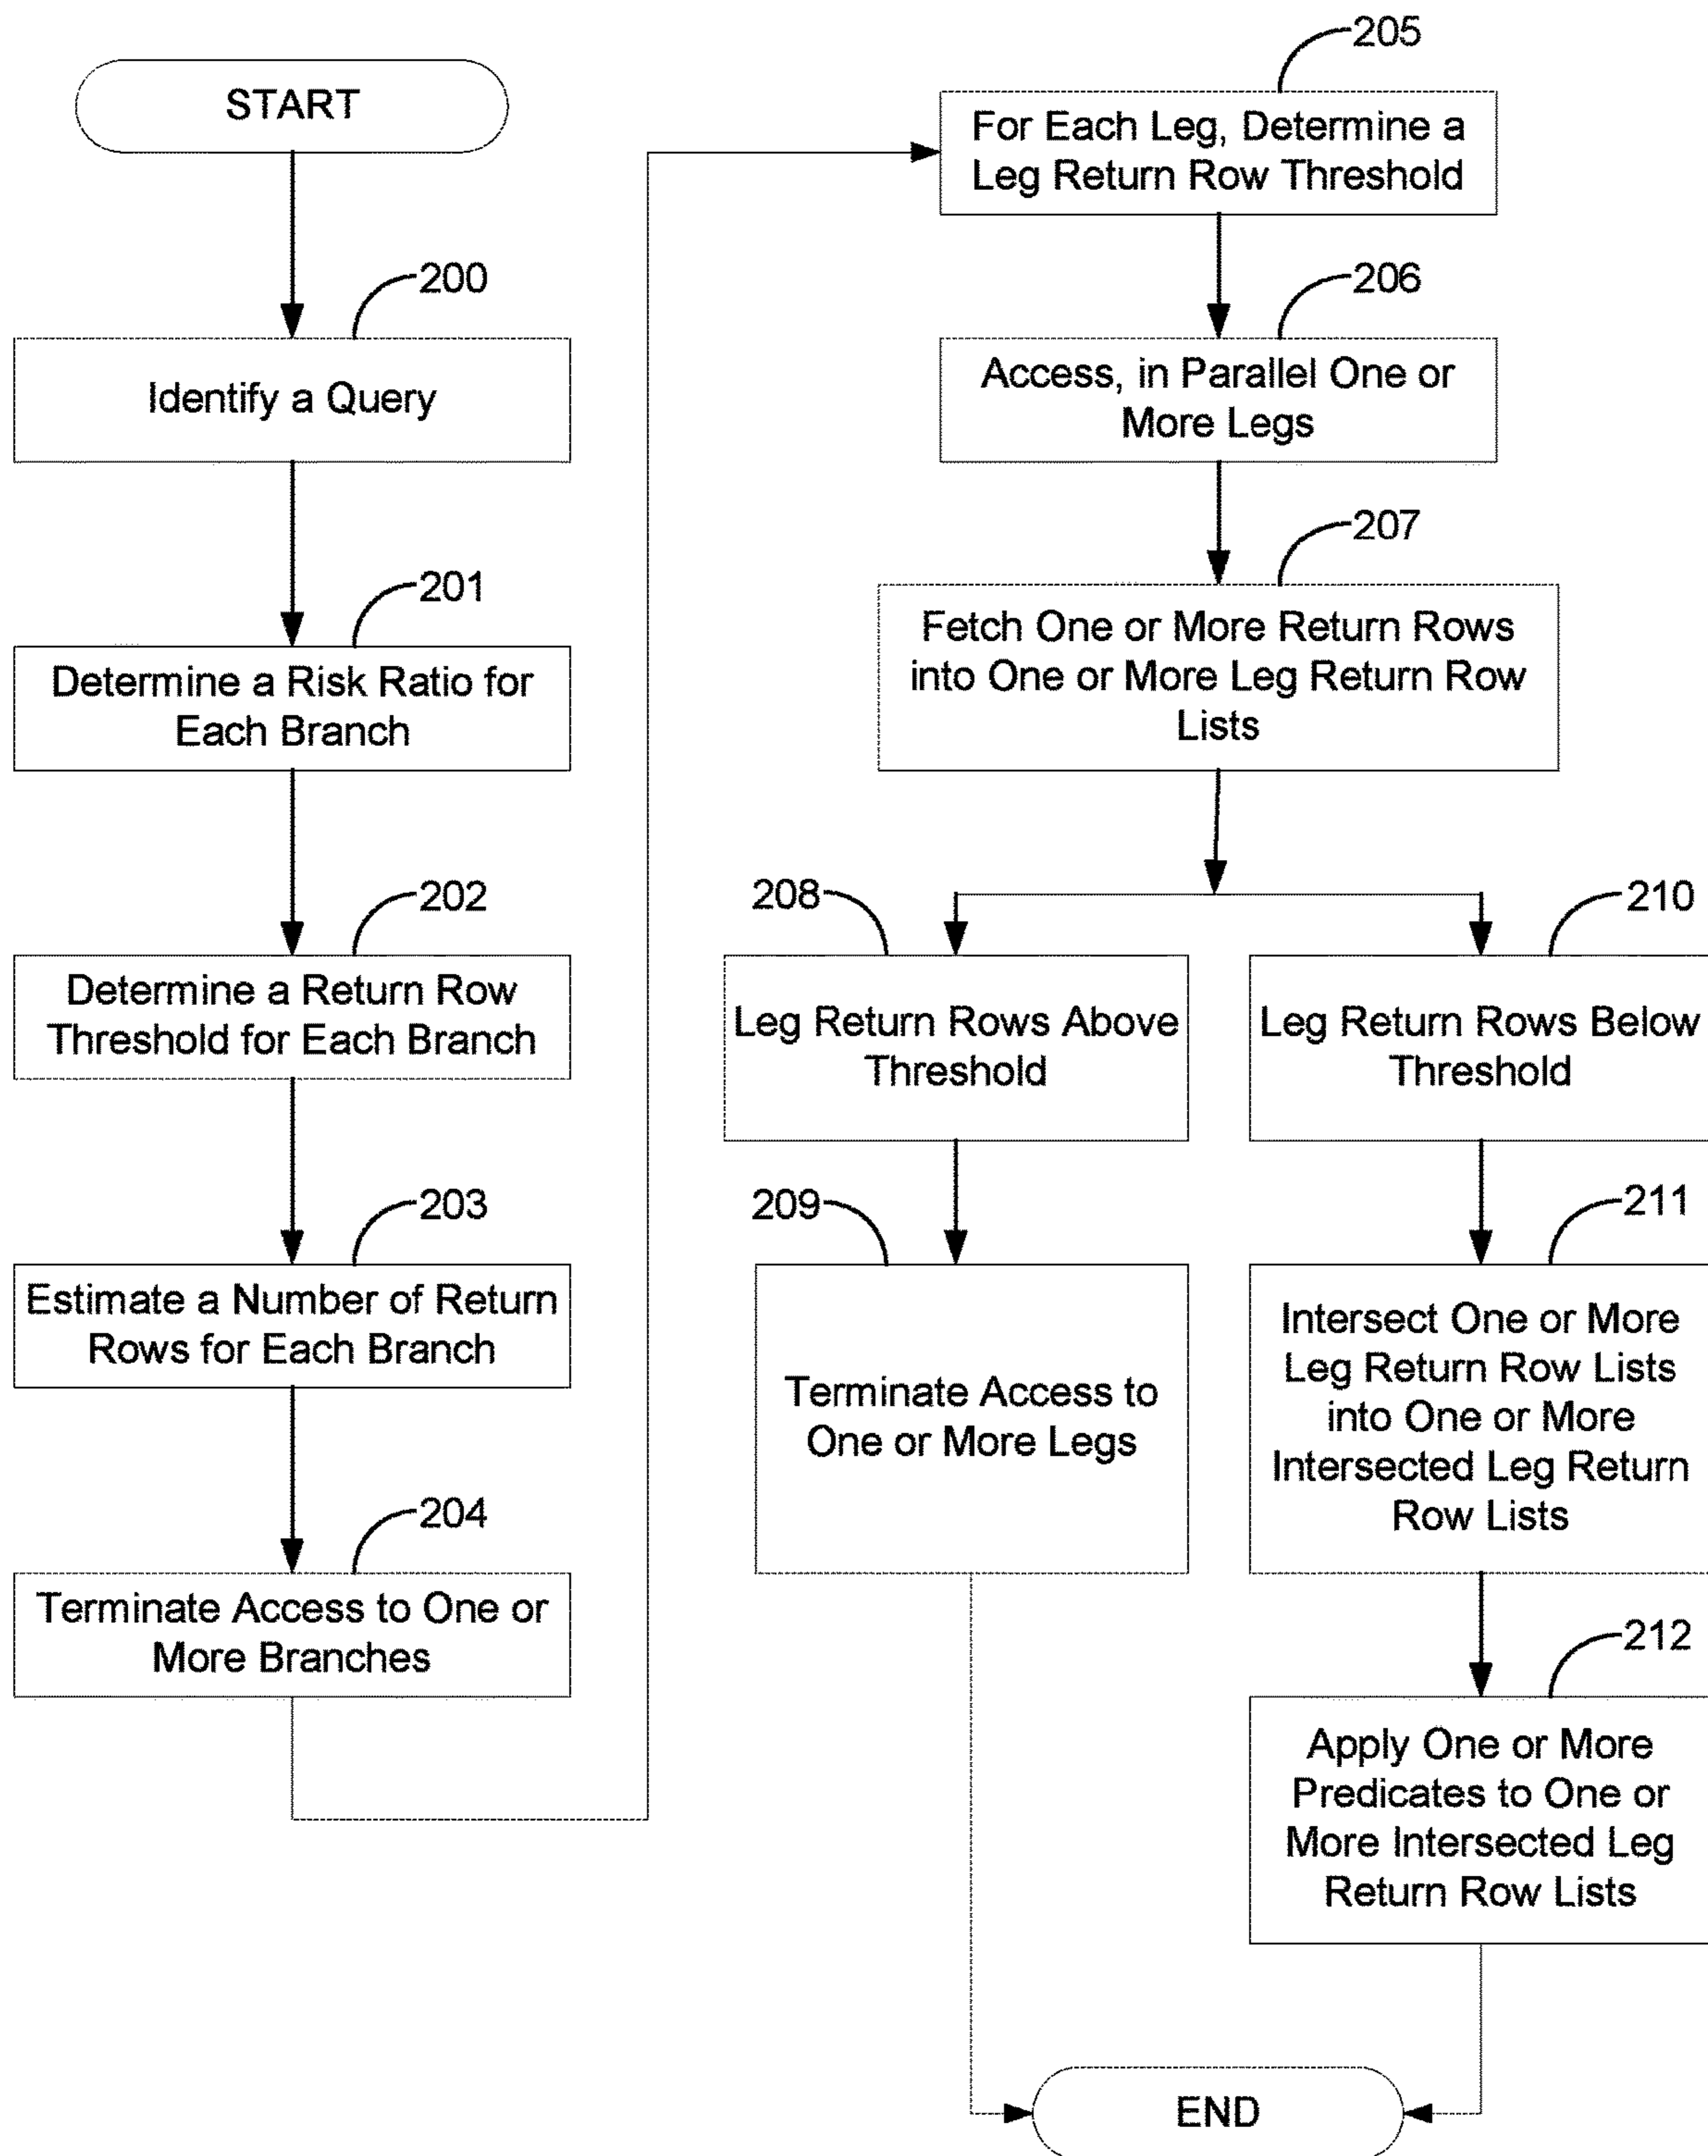 START
200
Identify a Query
201
Determine a Risk Ratio for
Each Branch
202
Determine a Return Row
Threshold for Each Branch
203
Estimate a Number of Return
Rows for Each Branch
204
Terminate Access to One or
More Branches
205
For Each Leg, Determine a
Leg Return Row Threshold
206
Access, in Parallel One or
More Legs
207
Fetch One or More Return Rows
into One or More Leg Return Row
Lists
208
Leg Return Rows Above
Threshold
209
Terminate Access to
One or More Legs
210
Leg Return Rows Below
Threshold
211
Intersect One or More
Leg Return Row Lists
into One or More
Intersected Leg Return
Row Lists
212
Apply One or More
Predicates to One or
More Intersected Leg
Return Row Lists
END